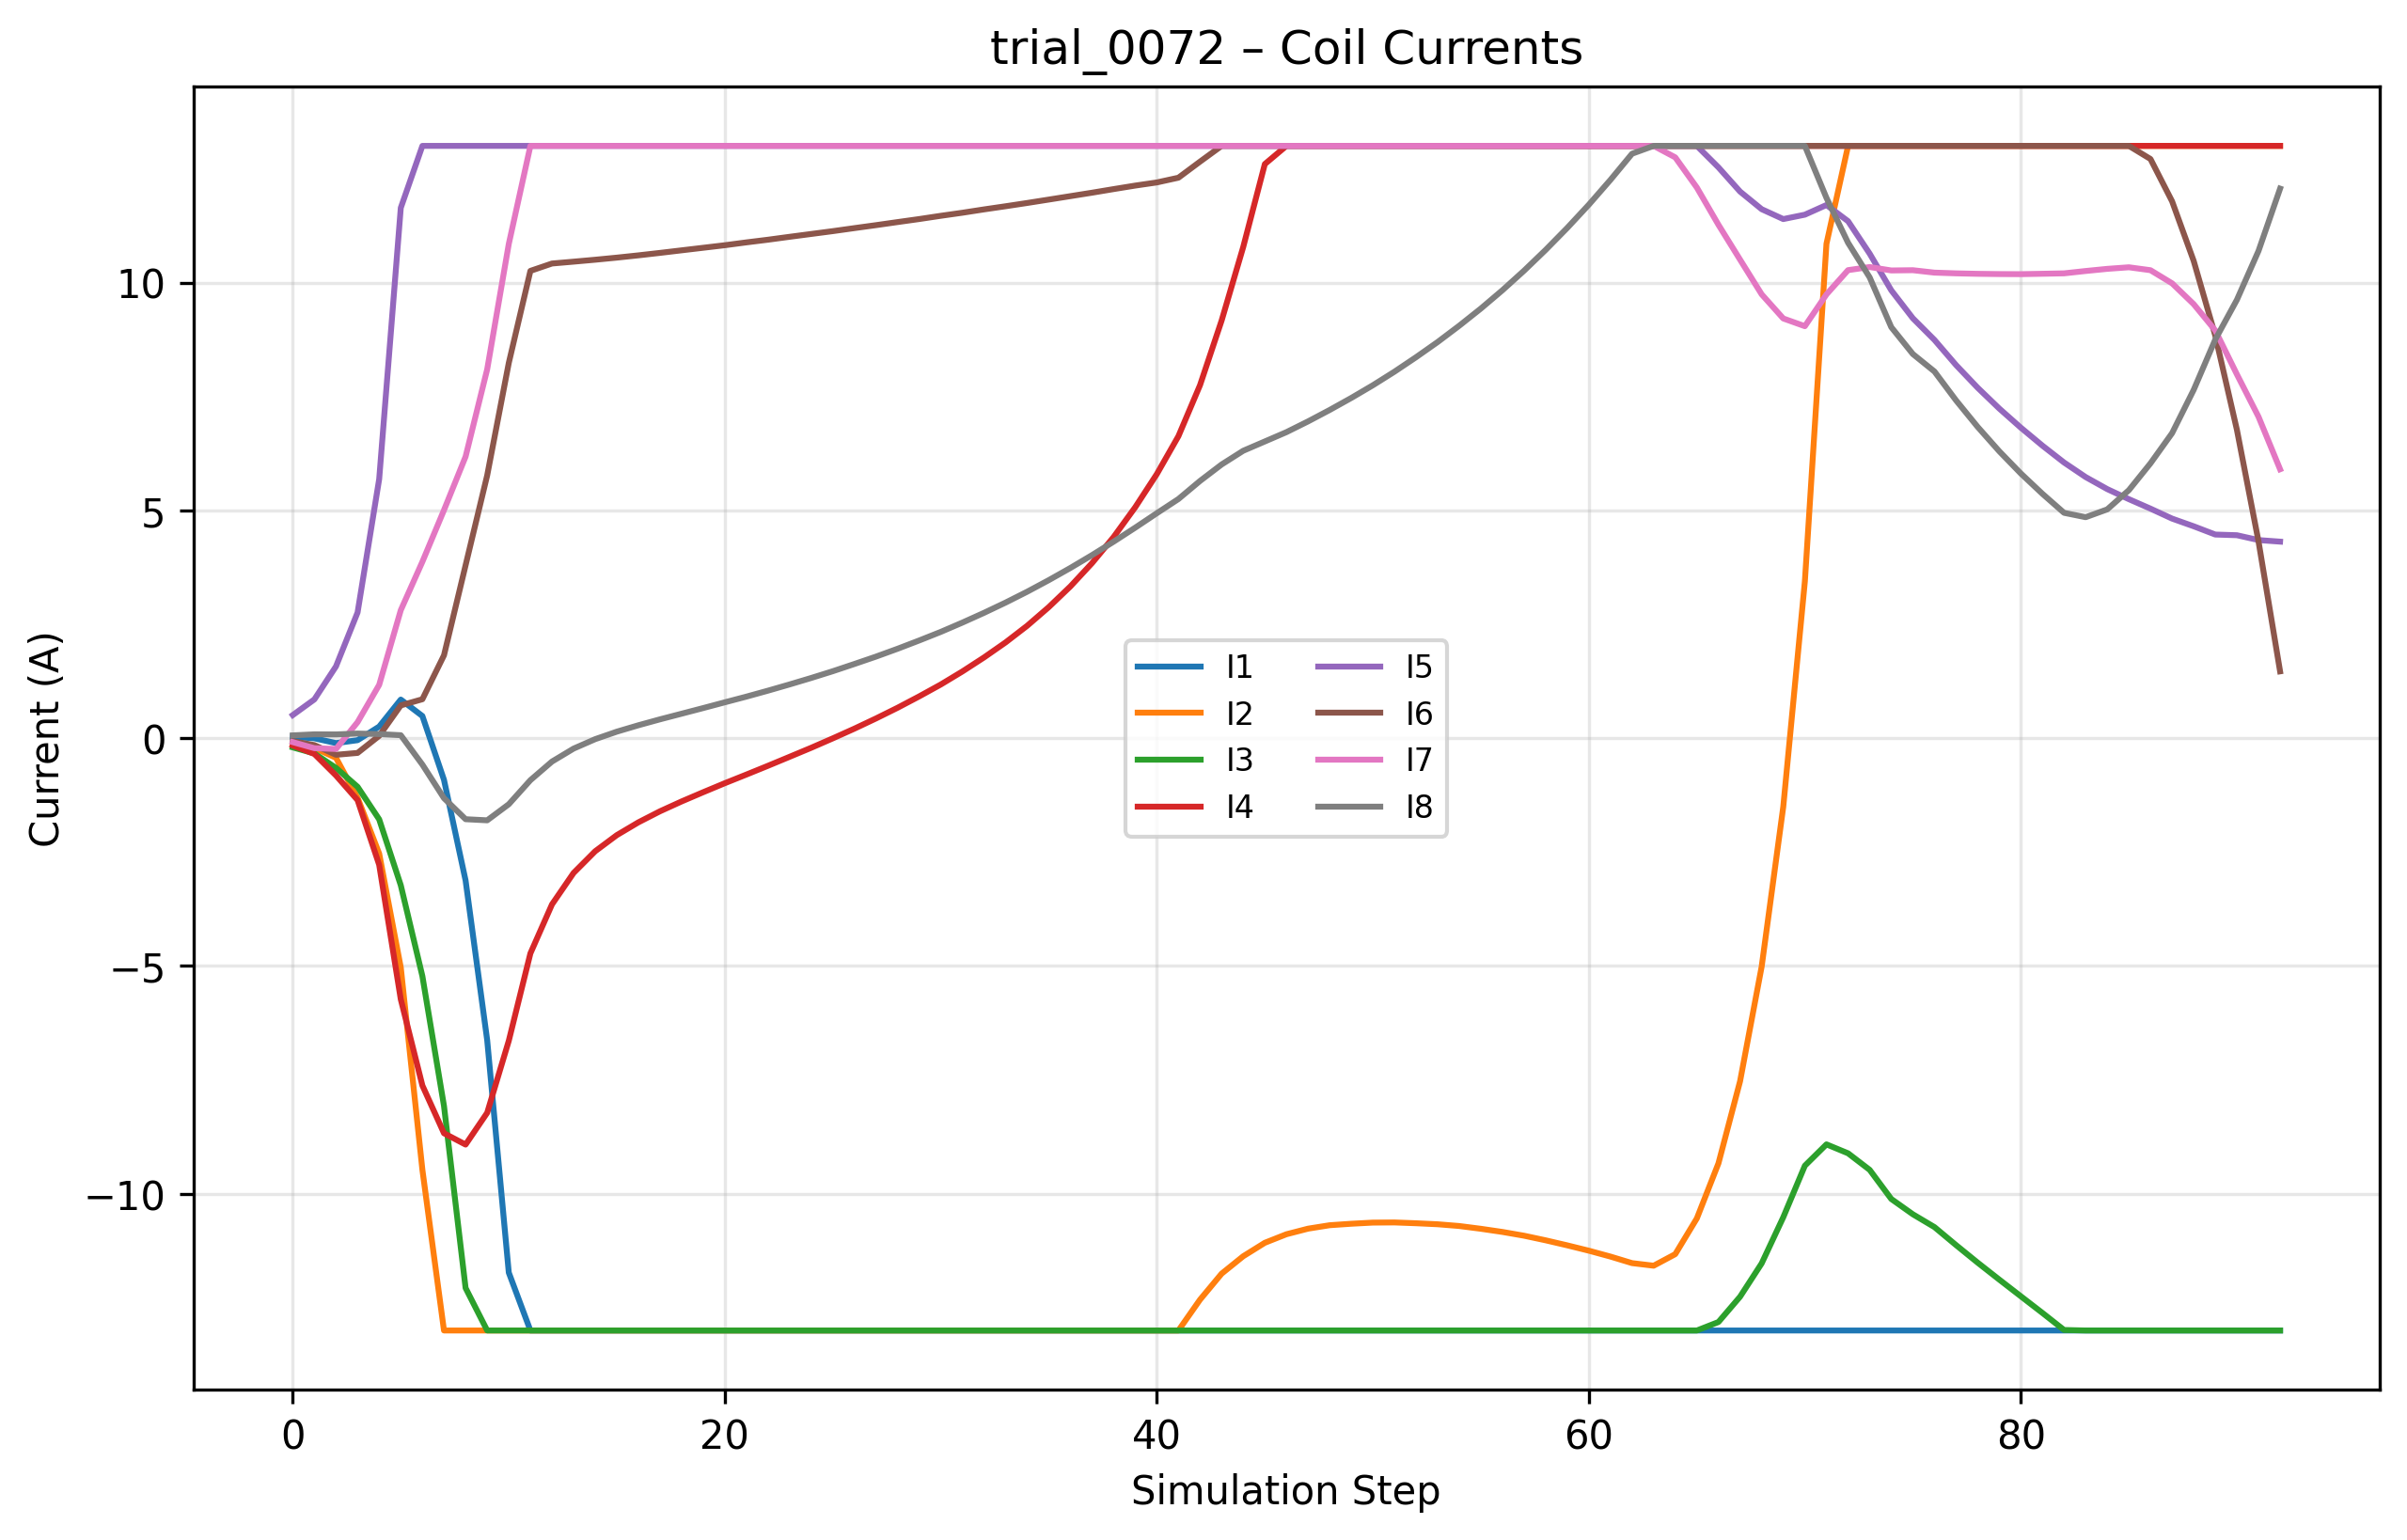 trial_0072 – Coil Currents
Current (A)
10
5
0
−5
−10
I1
I2
I3
I4
I5
I6
I7
I8
0
20
40
60
80
Simulation Step